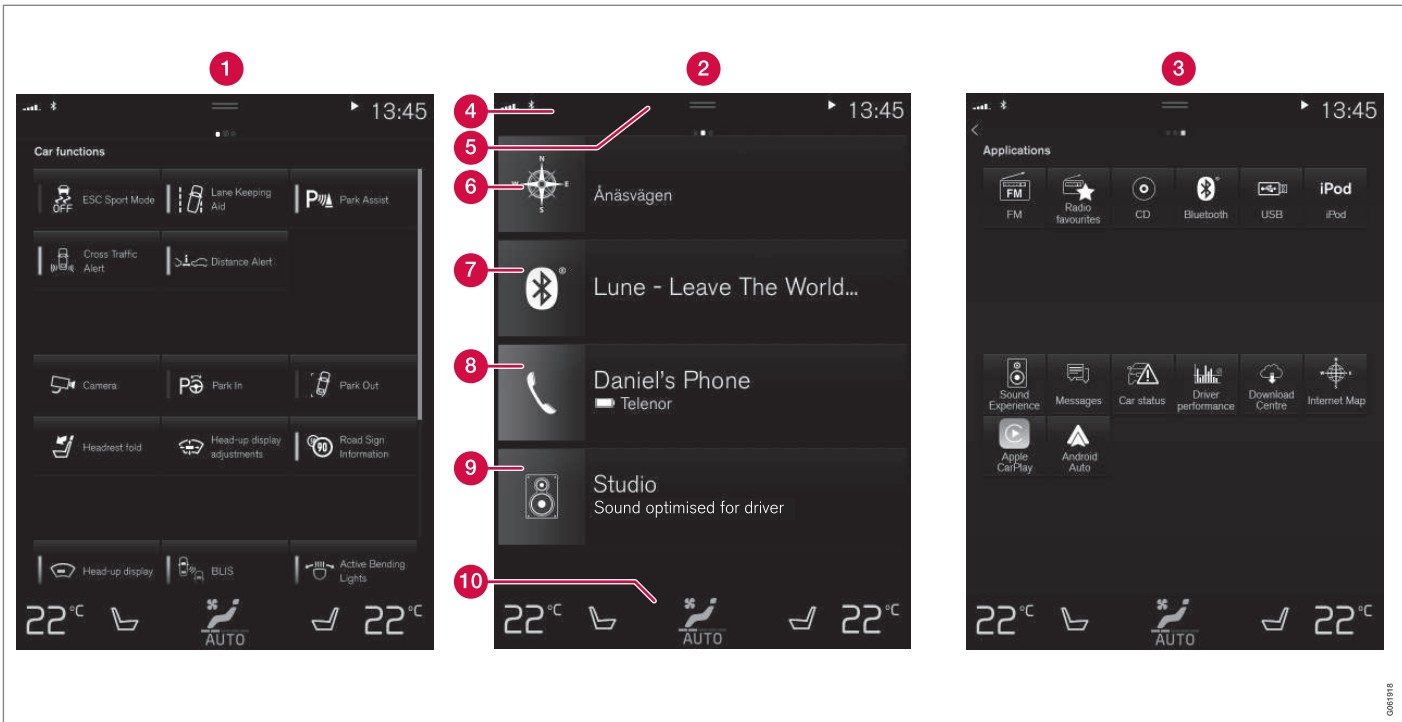 1
2
3
13:45
Car functions
ESC Sport Mode
OFF
Lane Keeping
Aid
P
Park Assist
Cross Traffic
Alert
Distance Alert
Camera
P
Park In
Park Out
Headrest fold
Head-up display
adjustments
90
Road Sign
Information
Head-up display
BLIS
Active Bending
Lights
22°C
AUTO
22°C
4
13:45
5
6
N
W
E
S
Ånäsvägen
7
®
Lune - Leave The World...
8
Daniel's Phone
Telenor
9
Studio
Sound optimised for driver
10
22°C
AUTO
22°C
13:45
Applications
FM
FM
Radio
favourites
CD
Bluetooth
USB
iPod
iPod
Sound
Experience
Messages
Car status
Driver
performance
Download
Centre
Internet Map
Apple
CarPlay
Android
Auto
22°C
AUTO
22°C
G061918